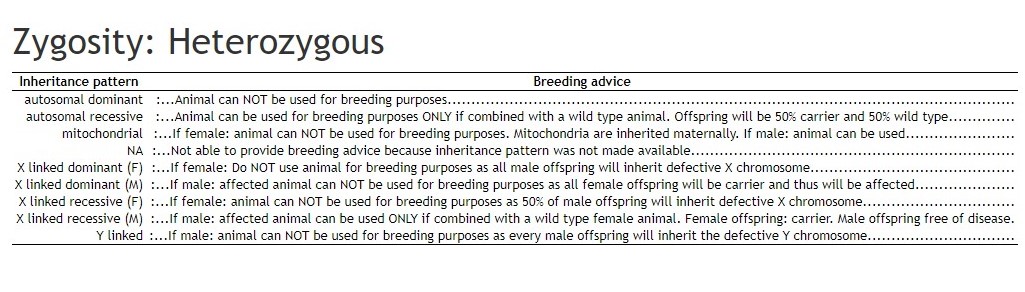 Zygosity: Heterozygous
Inheritance pattern Breeding advice
autosomal dominant :...Animal can NOT be used for breeding purposes................................................................................................................................................
autosomal recessive :...Animal can be used for breeding purposes ONLY if combined with a wild type animal. Offspring will be 50% carrier and 50% wild type................
mitochondrial :...If female: animal can NOT be used for breeding purposes. Mitochondria are inherited maternally. If male: animal can be used...........................
NA :...Not able to provide breeding advice because inheritance pattern was not made available.................................................................................
X linked dominant (F) :...If female: Do NOT use animal for breeding purposes as all male offspring will inherit defective X chromosome...................................................
X linked dominant (M) :...If male: affected animal can NOT be used for breeding purposes as all female offspring will be carrier and thus will be affected........................
X linked recessive (F) :...If female: animal can NOT be used for breeding purposes as 50% of male offspring will inherit defective X chromosome......................................
X linked recessive (M) :...If male: affected animal can be used ONLY if combined with a wild type female animal. Female offspring: carrier. Male offspring free of disease.
Y linked :...If male: animal can NOT be used for breeding purposes as every male offspring will inherit the defective Y chromosome.....................................